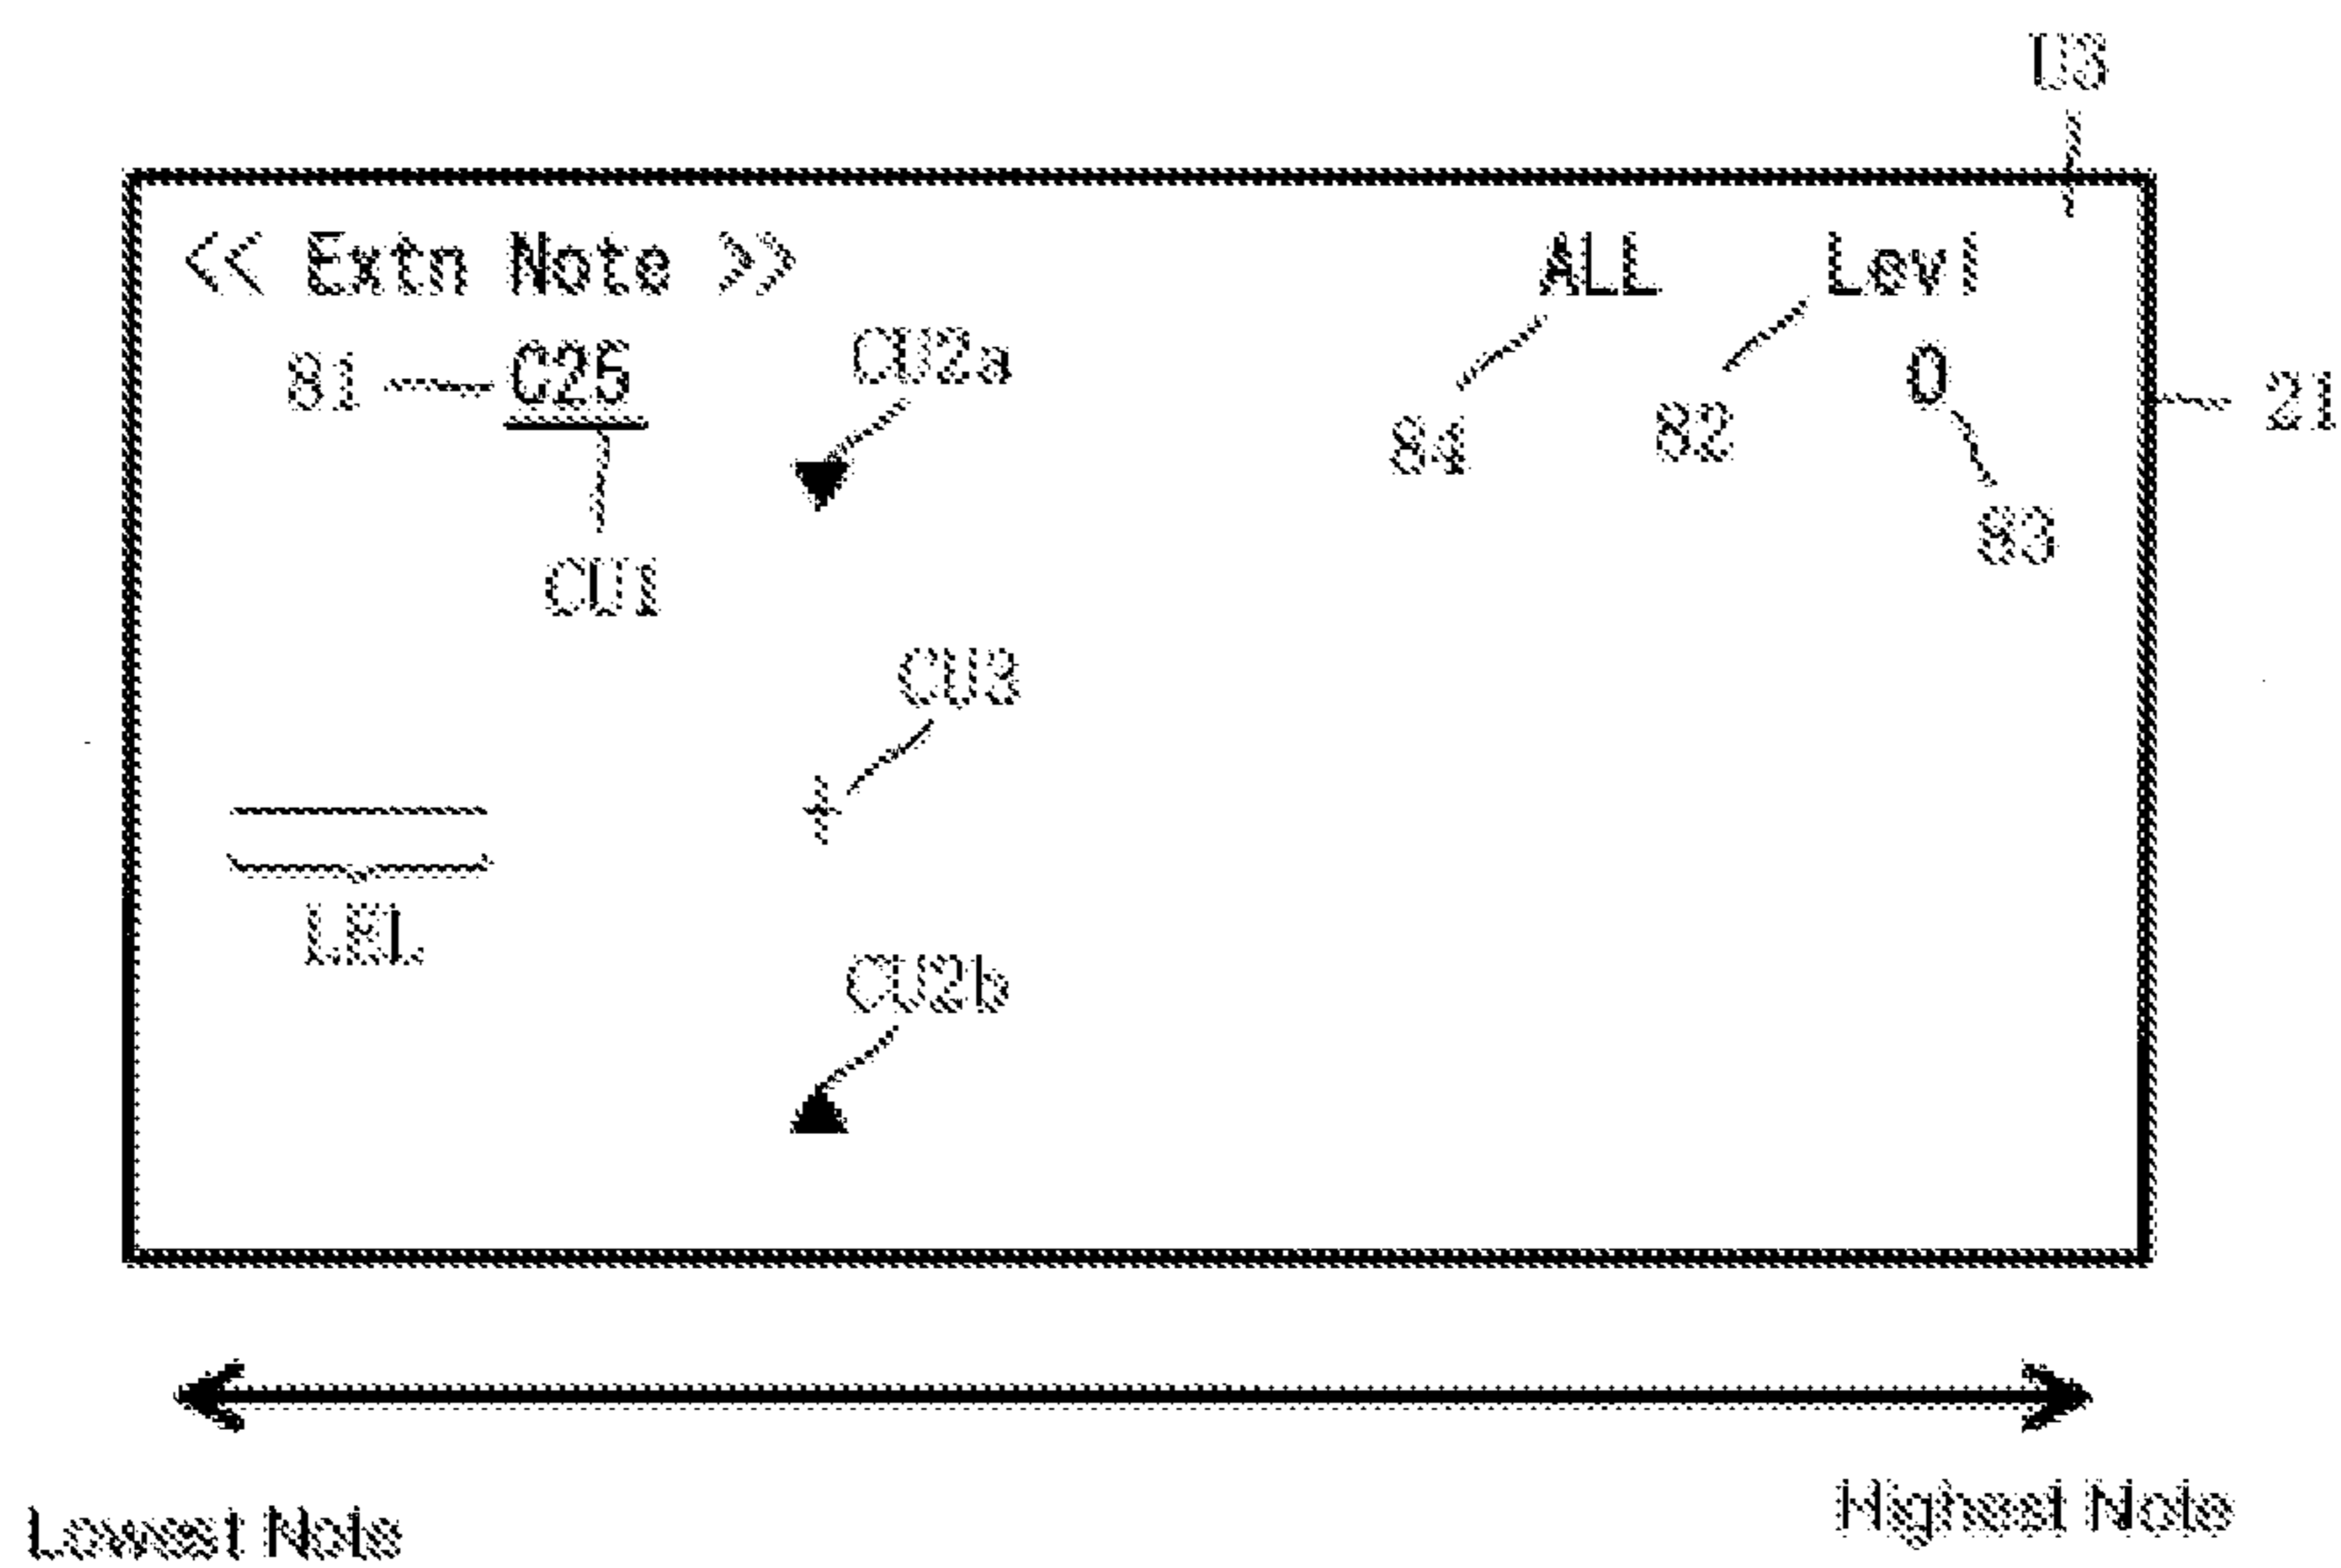 U3
<< Extn Note >> ALL Levl
81 C25 CU2a 0 21
84 82
83
CU1
CU3
LEL
CU2b
Lowest Note Highest Note